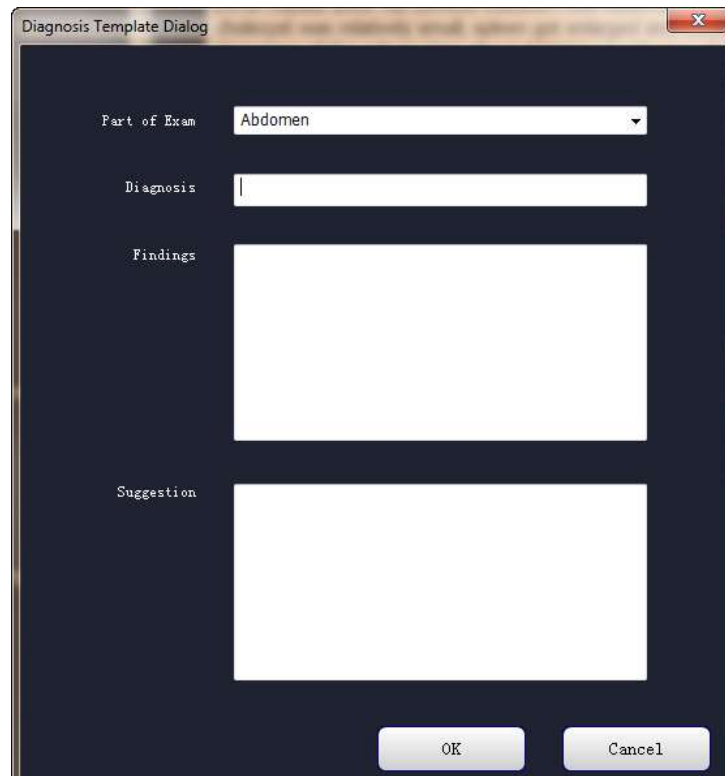 Diagnosis Template Dialog
Part of Exam
Abdomen
Diagnosis
Findings
Suggestion
OK
Cancel